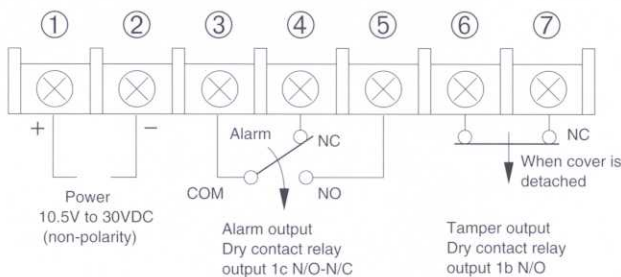 ① ② ③ ④ ⑤ ⑥ ⑦
+ −
Alarm
NC
NC
COM
NO
When cover is
detached
Power
10.5V to 30VDC
(non-polarity)
Alarm output
Dry contact relay
output 1c N/O-N/C
Tamper output
Dry contact relay
output 1b N/O